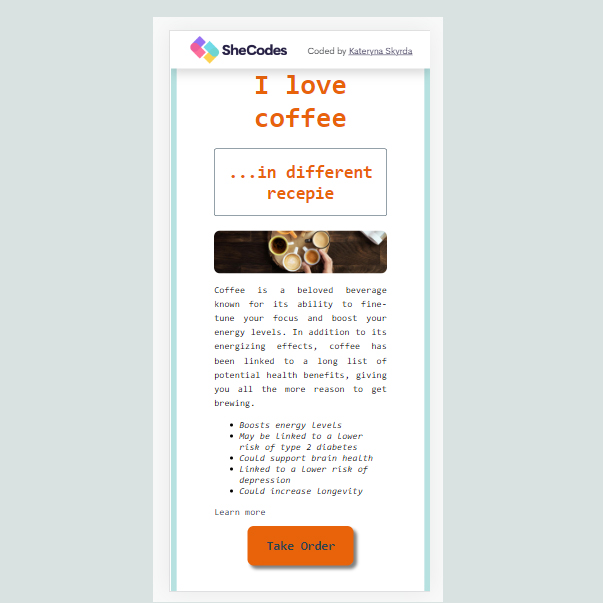 SheCodes
Coded by Kateryna Skyrda
I love
coffee
...in different
recepie
Coffee is a beloved beverage
known for its ability to fine-
tune your focus and boost your
energy levels. In addition to its
energizing effects, coffee has
been linked to a long list of
potential health benefits, giving
you all the more reason to get
brewing.
• Boosts energy levels
• May be linked to a lower
risk of type 2 diabetes
• Could support brain health
• Linked to a lower risk of
depression
• Could increase longevity
Learn more
Take Order